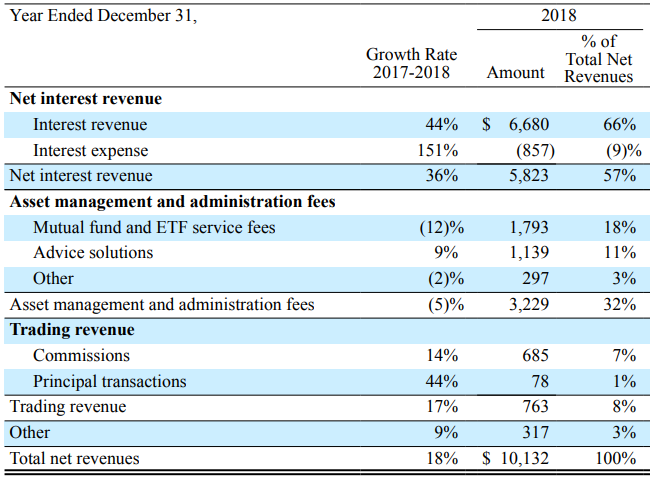 Year Ended December 31, 2018
Growth Rate 2017-2018 Amount % of Total Net Revenues
Net interest revenue
Interest revenue 44% $ 6,680 66%
Interest expense 151% (857) (9)%
Net interest revenue 36% 5,823 57%
Asset management and administration fees
Mutual fund and ETF service fees (12)% 1,793 18%
Advice solutions 9% 1,139 11%
Other (2)% 297 3%
Asset management and administration fees (5)% 3,229 32%
Trading revenue
Commissions 14% 685 7%
Principal transactions 44% 78 1%
Trading revenue 17% 763 8%
Other 9% 317 3%
Total net revenues 18% $ 10,132 100%